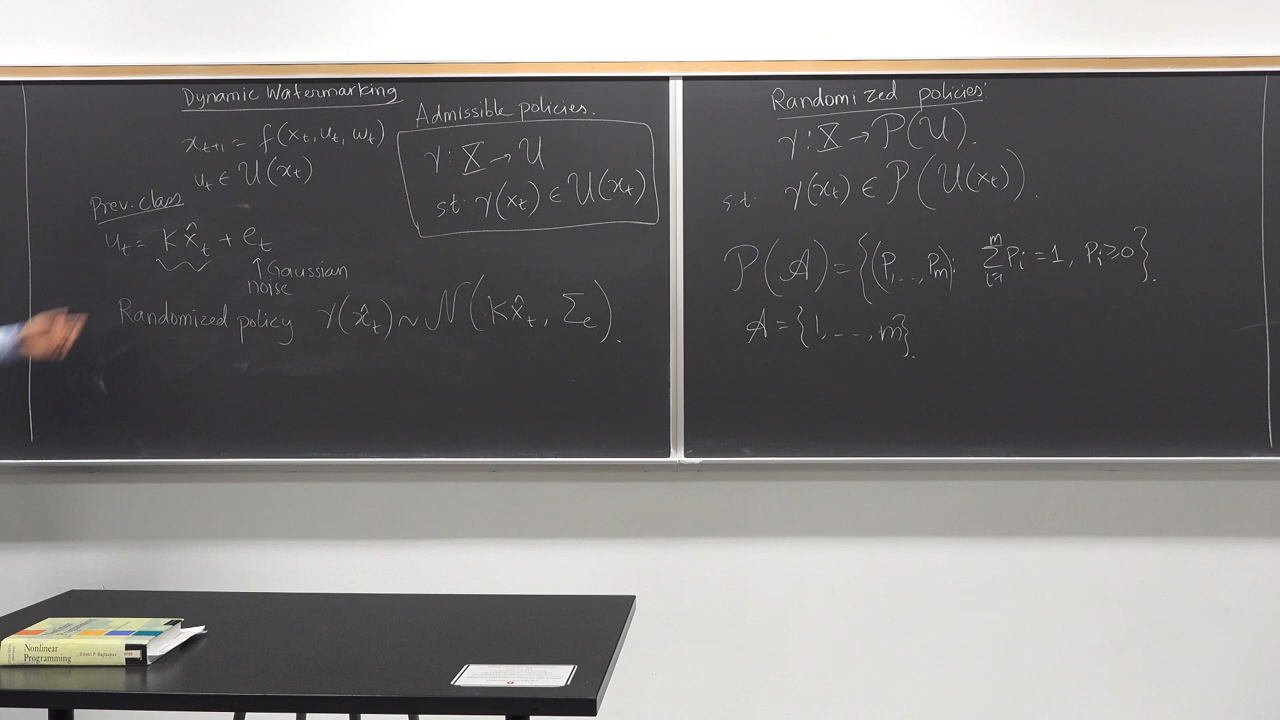 Dynamic Watermarking
x_{t+1} = f(x_t, u_t, w_t)
u_t ∈ U(x_t)
Prev. class
u_t = K x̂_t + e_t
↑ Gaussian
noise
Randomized policy γ(x̂_t) ~ N(K x̂_t, Σ_e).
Admissible policies.
γ : X → U
s.t. γ(x_t) ∈ U(x_t)
Randomized policies:
γ : X → P(U).
s.t. γ(x_t) ∈ P(U(x_t)).
P(A) = {(P_1, ..., P_m): Σ_{i=1}^{m} P_i = 1, P_i ≥ 0}.
A = {1, ..., m}.
Nonlinear
Programming